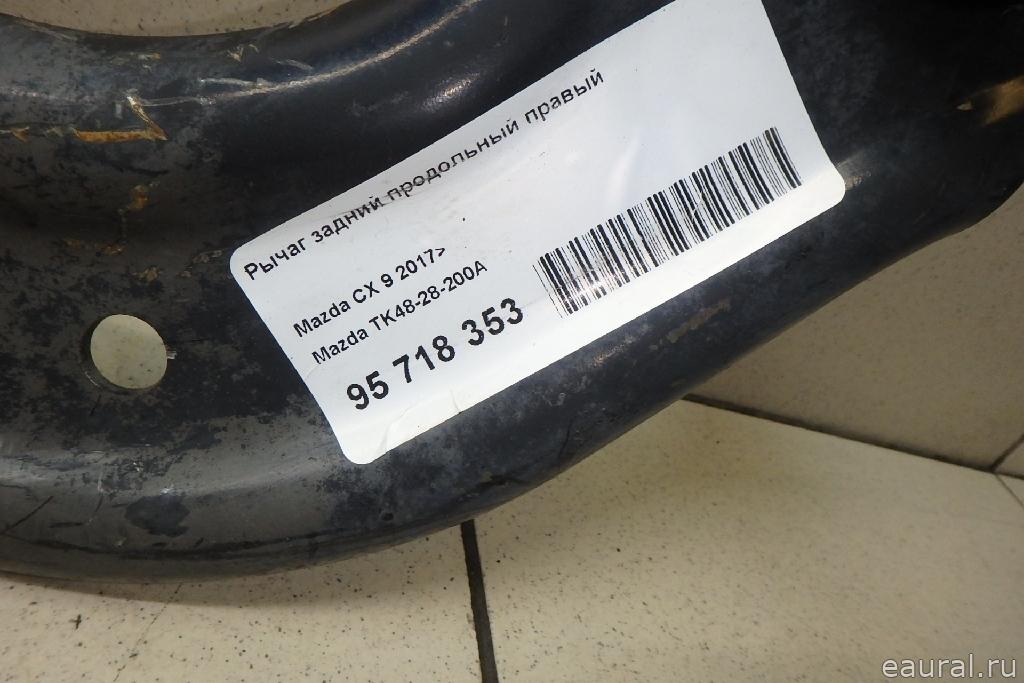 Рычаг задний продольный правый
Mazda CX 9 2017>
Mazda TK48-28-200A
95 718 353
eaural.ru